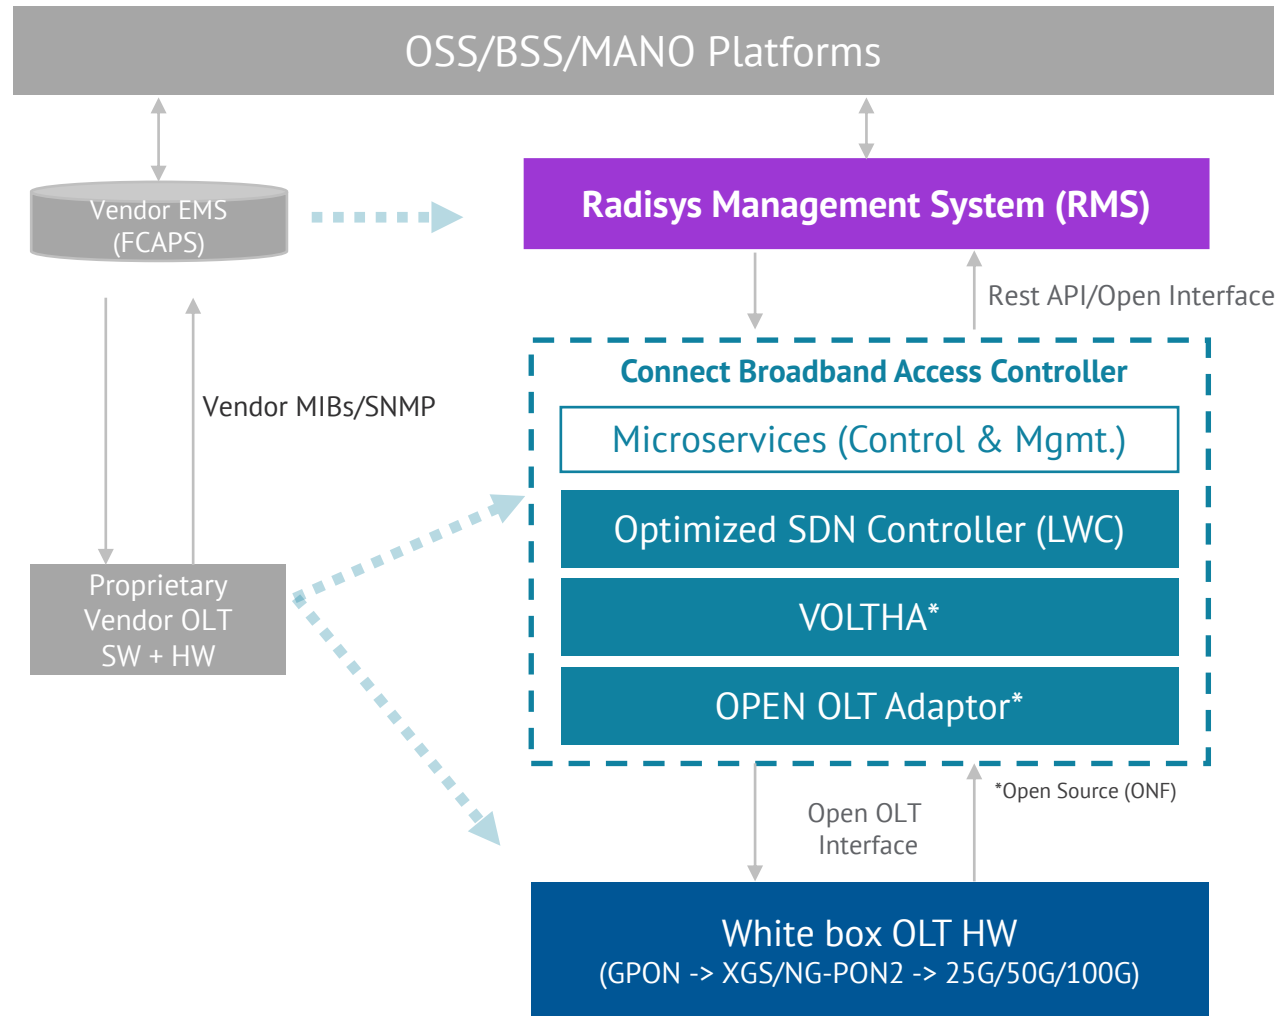 OSS/BSS/MANO Platforms
Vendor EMS
(FCAPS)
Radisys Management System (RMS)
Rest API/Open Interface
Vendor MIBs/SNMP
Connect Broadband Access Controller
Microservices (Control & Mgmt.)
Optimized SDN Controller (LWC)
VOLTHA*
OPEN OLT Adaptor*
Proprietary
Vendor OLT
SW + HW
*Open Source (ONF)
Open OLT
Interface
White box OLT HW
(GPON -> XGS/NG-PON2 -> 25G/50G/100G)